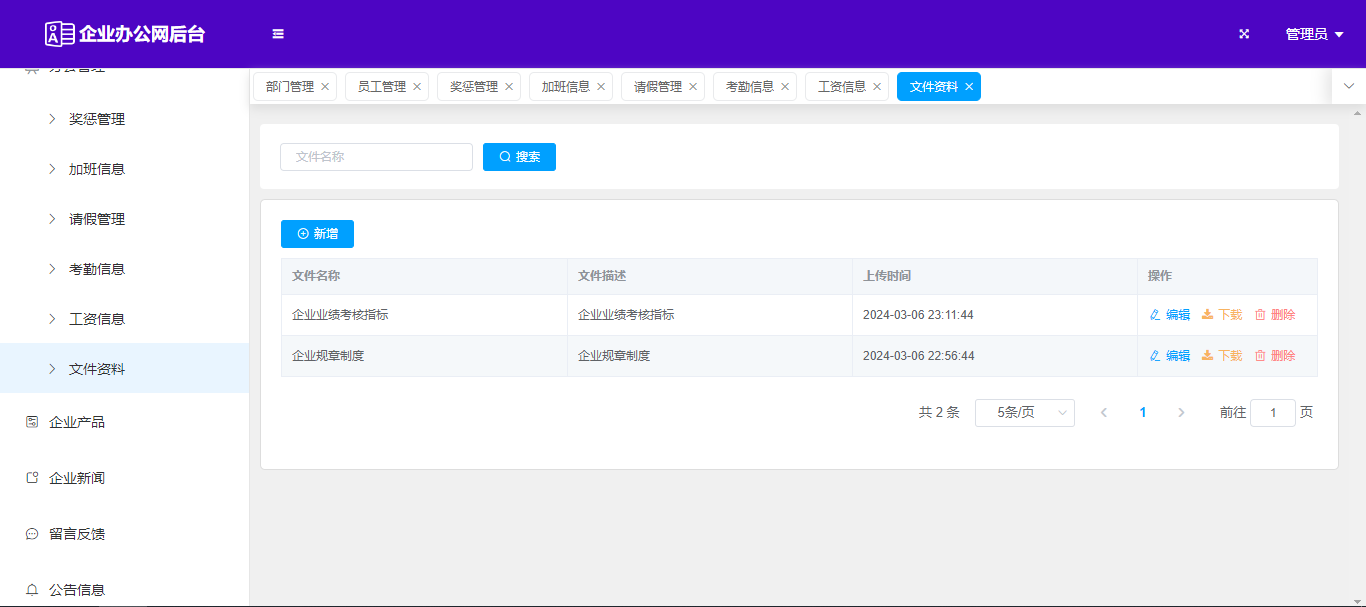 OA 企业办公网后台
管理员
办公管理
奖惩管理
加班信息
请假管理
考勤信息
工资信息
文件资料
企业产品
企业新闻
留言反馈
公告信息
部门管理 员工管理 奖惩管理 加班信息 请假管理 考勤信息 工资信息 文件资料
文件名称 搜索
新增
文件名称 文件描述 上传时间 操作
企业业绩考核指标 企业业绩考核指标 2024-03-06 23:11:44 编辑 下载 删除
企业规章制度 企业规章制度 2024-03-06 22:56:44 编辑 下载 删除
共 2 条 5条/页 1 前往 1 页